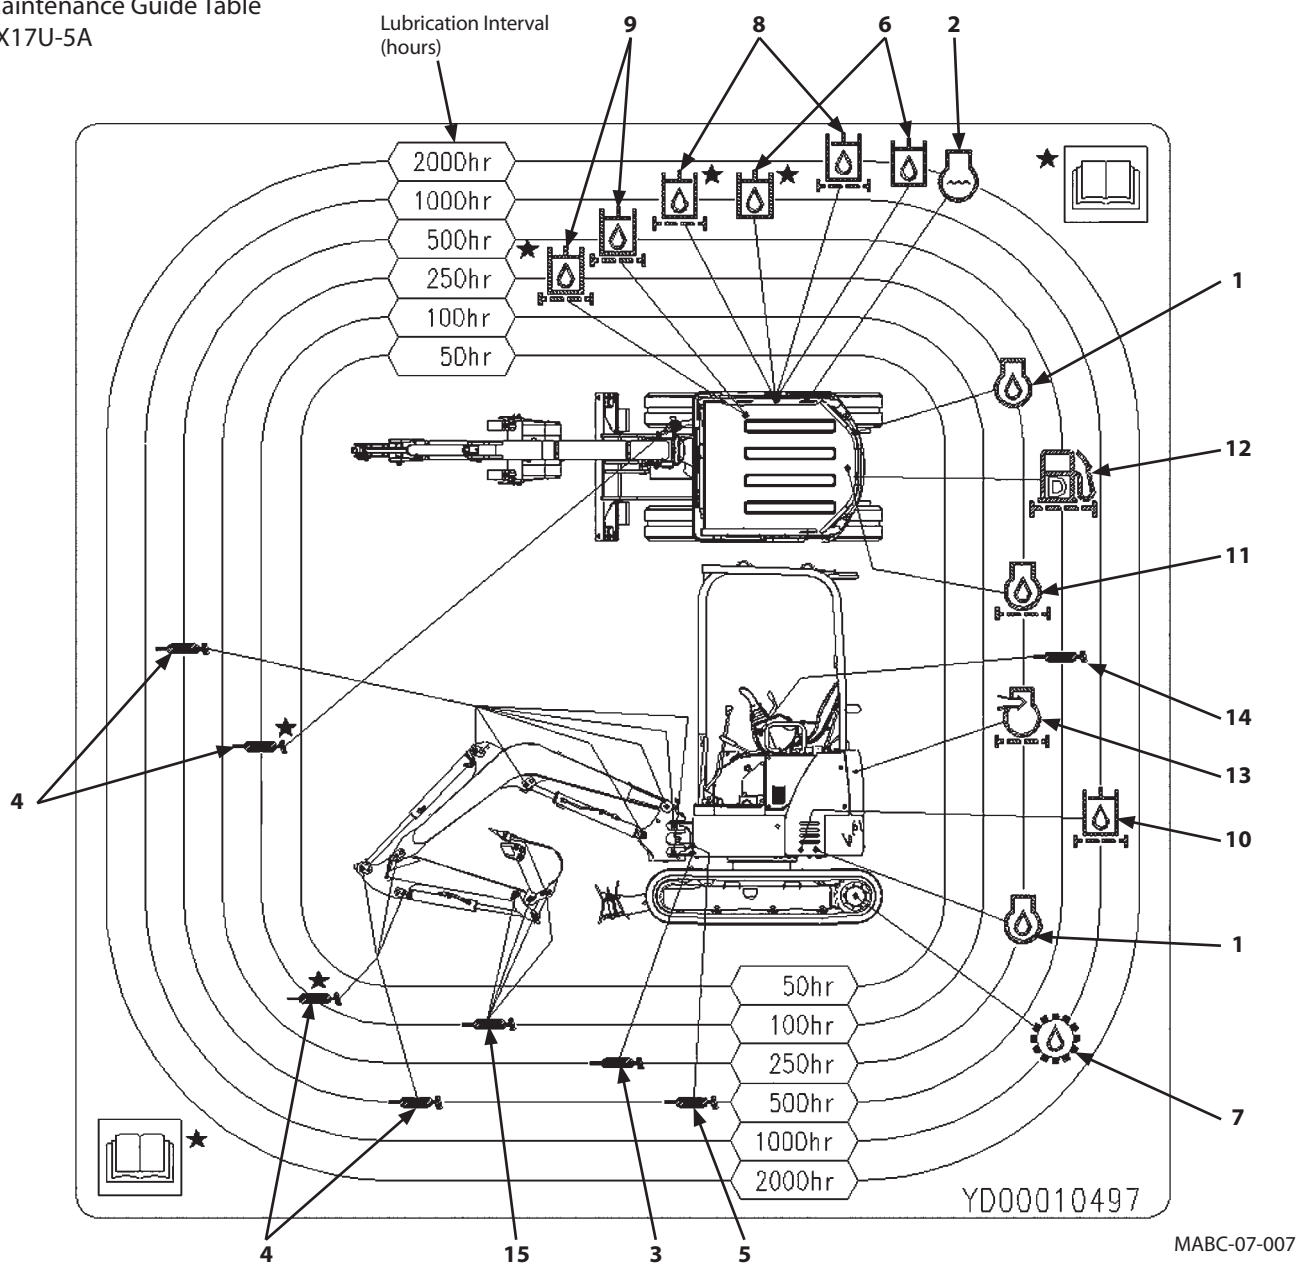 aintenance Guide Table
X17U-5A
Lubrication Interval
(hours)
9
8
6
2
2000hr
1000hr
500hr
250hr
100hr
50hr
1
12
D
11
14
13
10
1
7
4
50hr
100hr
250hr
500hr
1000hr
2000hr
YD00010497
4
15
3
5
MABC-07-007